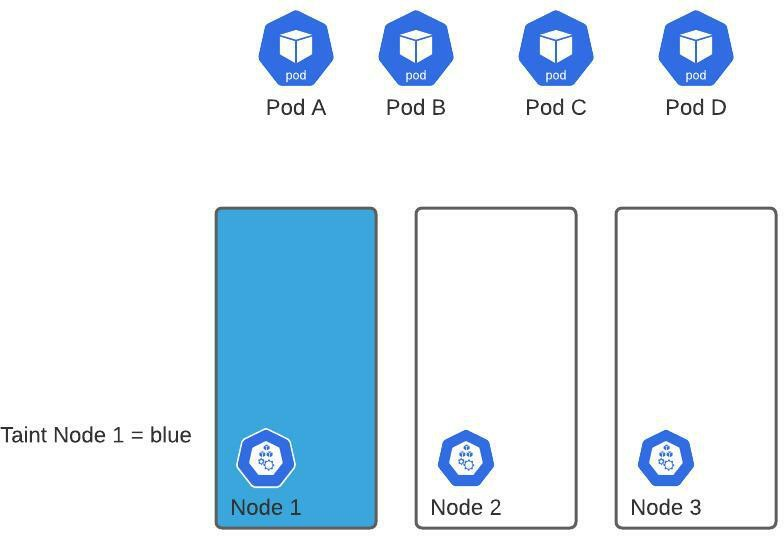 pod
pod
pod
pod
Pod A
Pod B
Pod C
Pod D
Taint Node 1 = blue
Node 1
Node 2
Node 3